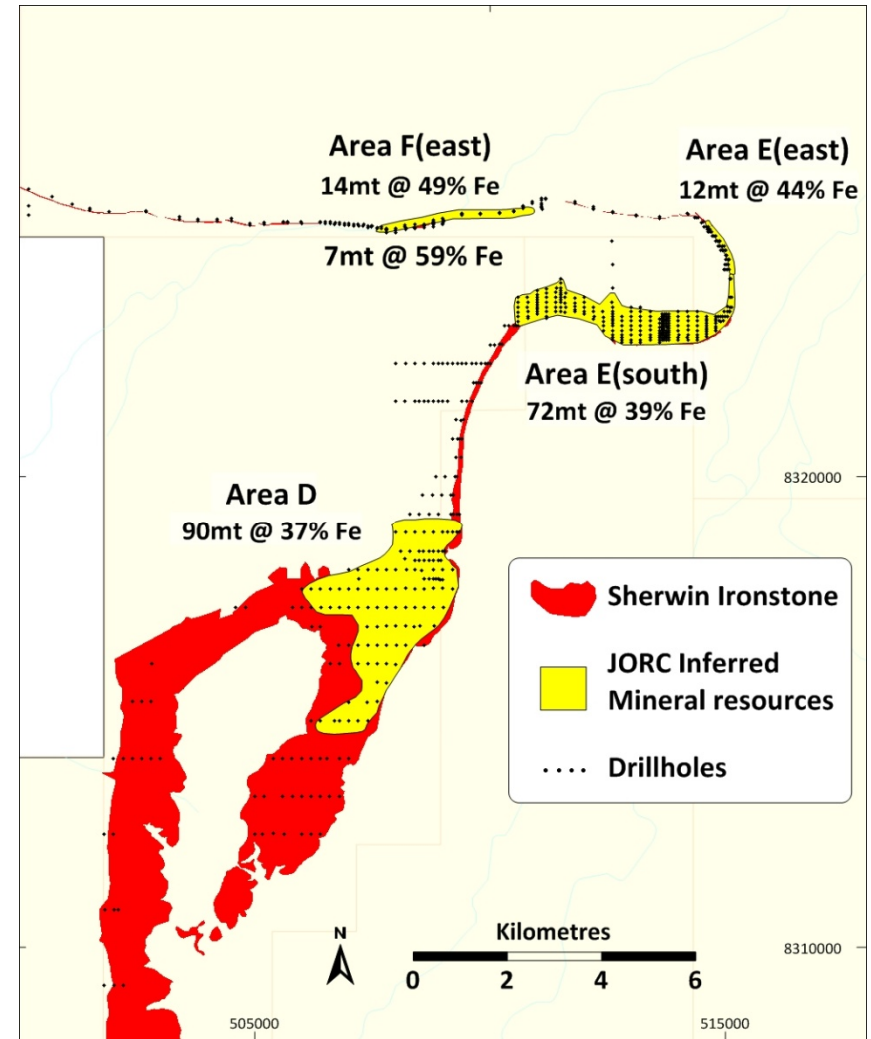 Area F(east)
14mt @ 49% Fe
7mt @ 59% Fe
Area E(east)
12mt @ 44% Fe
Area E(south)
72mt @ 39% Fe
Area D
90mt @ 37% Fe
8320000
Sherwin Ironstone
JORC Inferred
Mineral resources
Drillholes
N
Kilometres
0 2 4 6
8310000
505000
515000